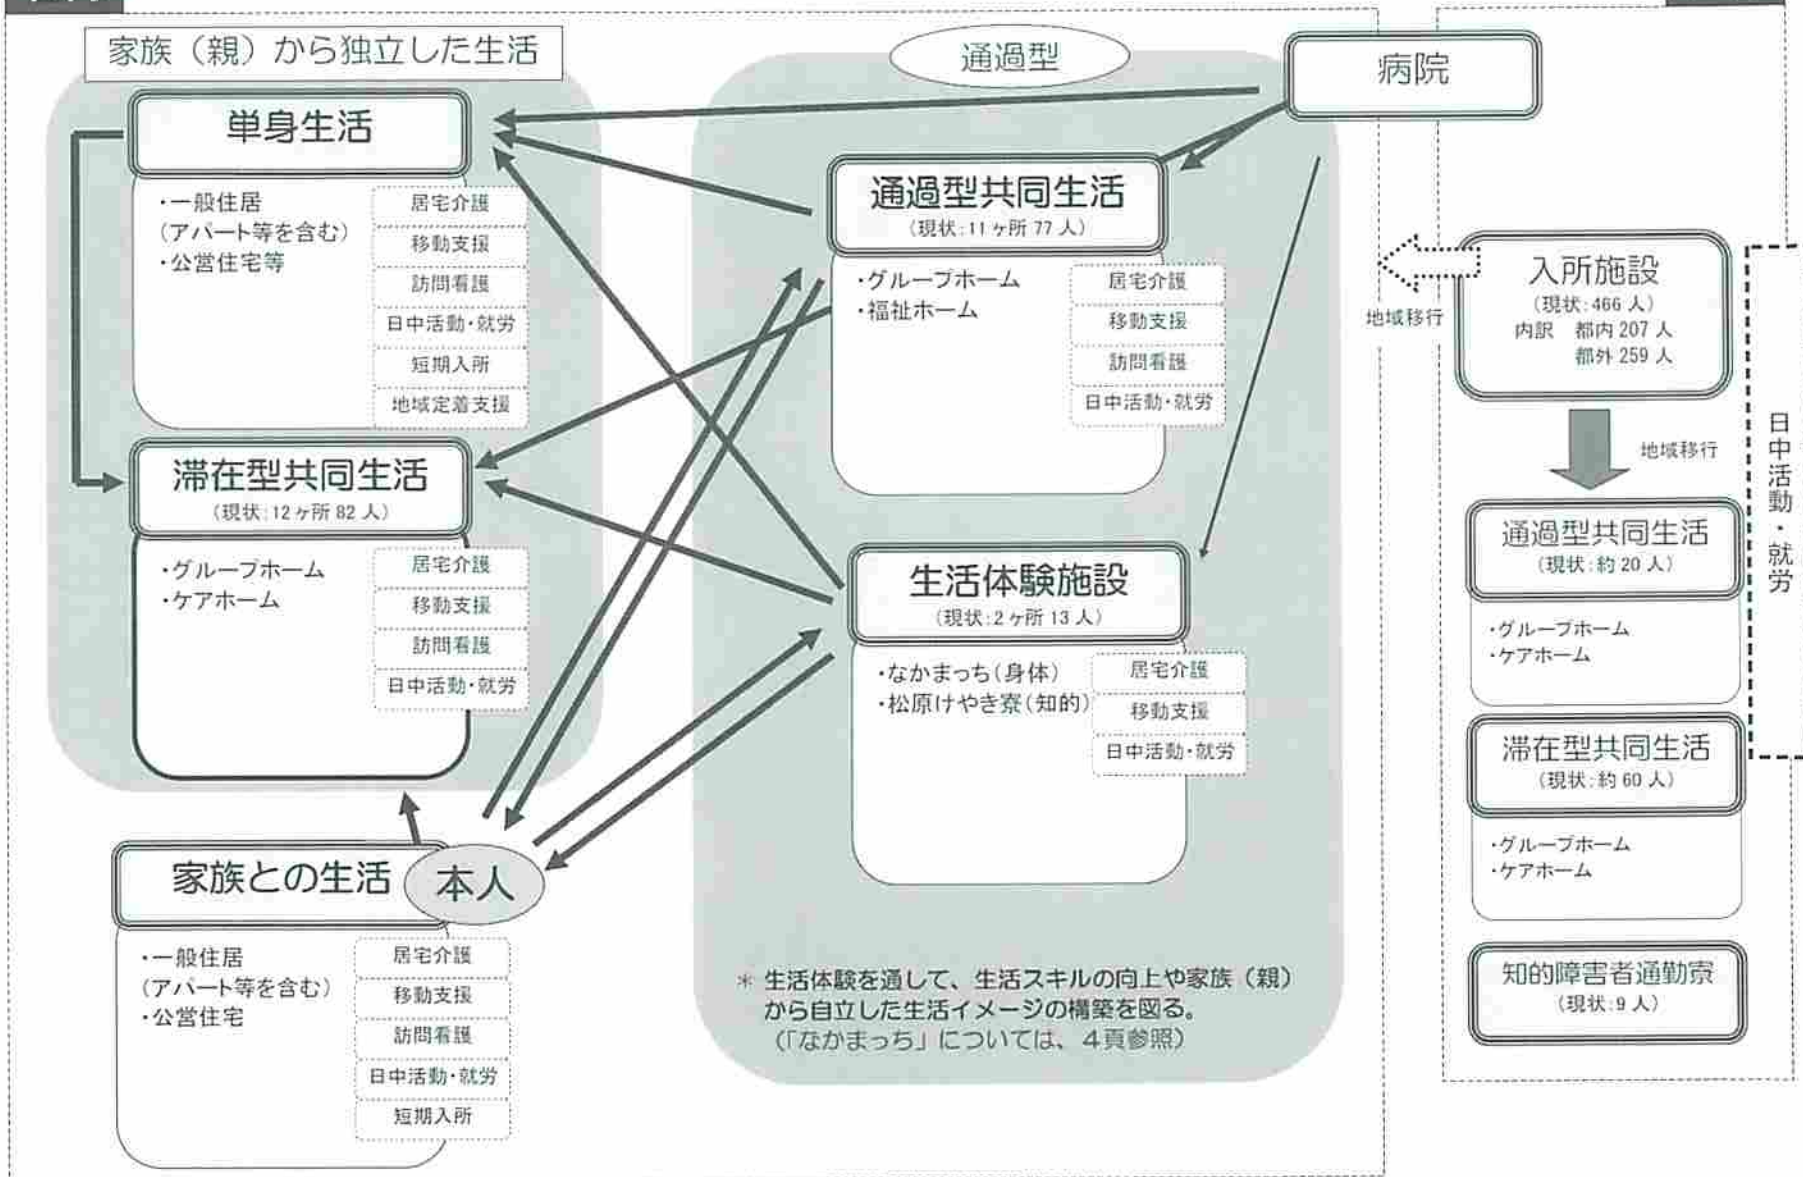 家族（親）から独立した生活
単身生活
・一般住居
（アパート等を含む）
・公営住宅等
居宅介護
移動支援
訪問看護
日中活動・就労
短期入所
地域定着支援
滞在型共同生活
（現状：12ヶ所 82人）
・グループホーム
・ケアホーム
居宅介護
移動支援
訪問看護
日中活動・就労
家族との生活
本人
・一般住居
（アパート等を含む）
・公営住宅
居宅介護
移動支援
訪問看護
日中活動・就労
短期入所
通過型
通過型共同生活
（現状：11ヶ所 77人）
・グループホーム
・福祉ホーム
居宅介護
移動支援
訪問看護
日中活動・就労
生活体験施設
（現状：2ヶ所 13人）
・なかまっち（身体）
・松原けやき寮（知的）
居宅介護
移動支援
日中活動・就労
＊ 生活体験を通して、生活スキルの向上や家族（親）
から自立した生活イメージの構築を図る。
（「なかまっち」については、4頁参照）
病院
地域移行
入所施設
（現状：466人）
内訳　都内 207人
都外 259人
地域移行
通過型共同生活
（現状：約20人）
・グループホーム
・ケアホーム
滞在型共同生活
（現状：約60人）
・グループホーム
・ケアホーム
知的障害者通勤寮
（現状：9人）
日中活動・就労